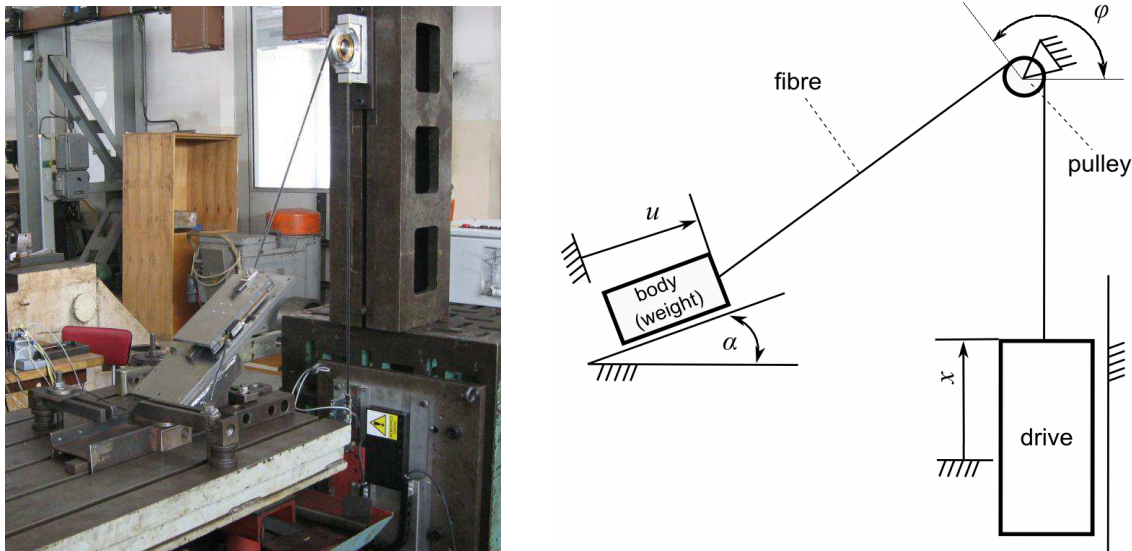 φ
fibre
pulley
u
body
(weight)
α
x
drive